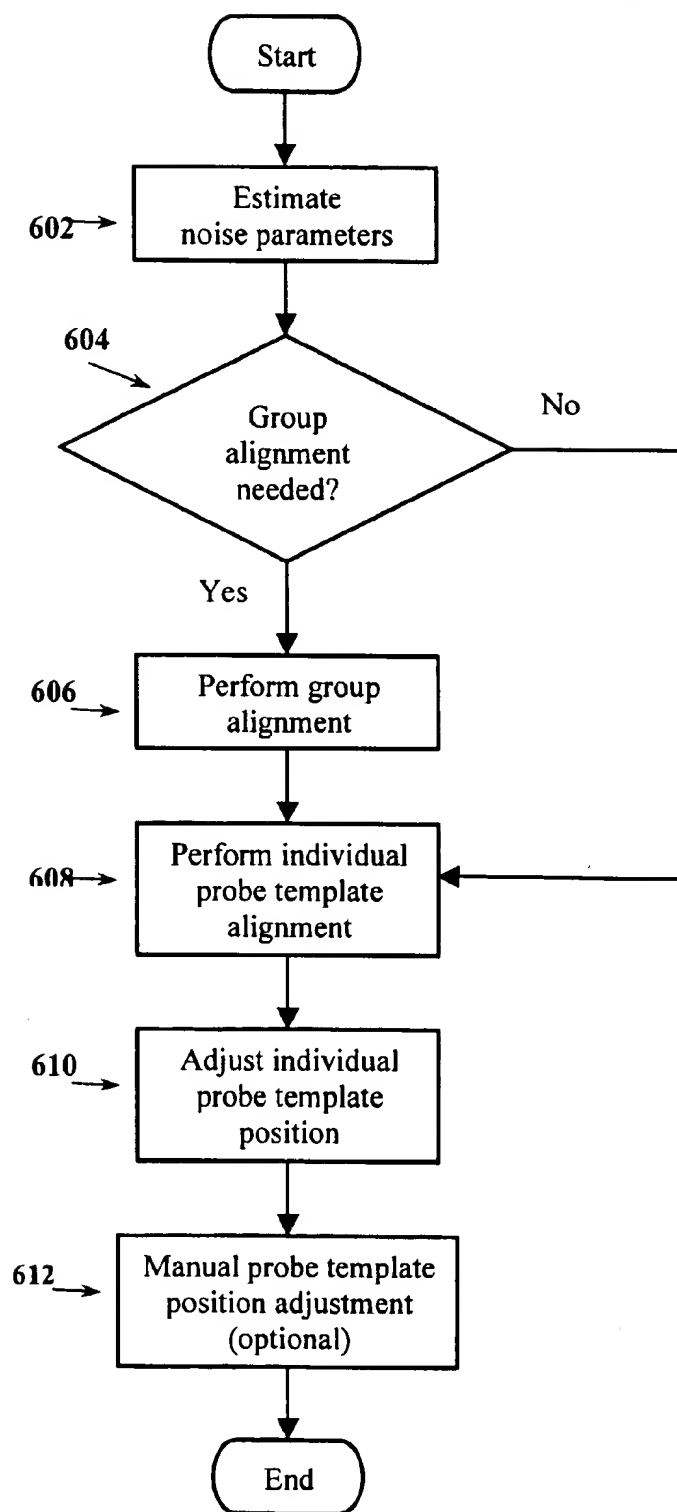 Start
602
Estimate
noise parameters
604
Group
alignment
needed?
No
Yes
606
Perform group
alignment
608
Perform individual
probe template
alignment
610
Adjust individual
probe template
position
612
Manual probe template
position adjustment
(optional)
End